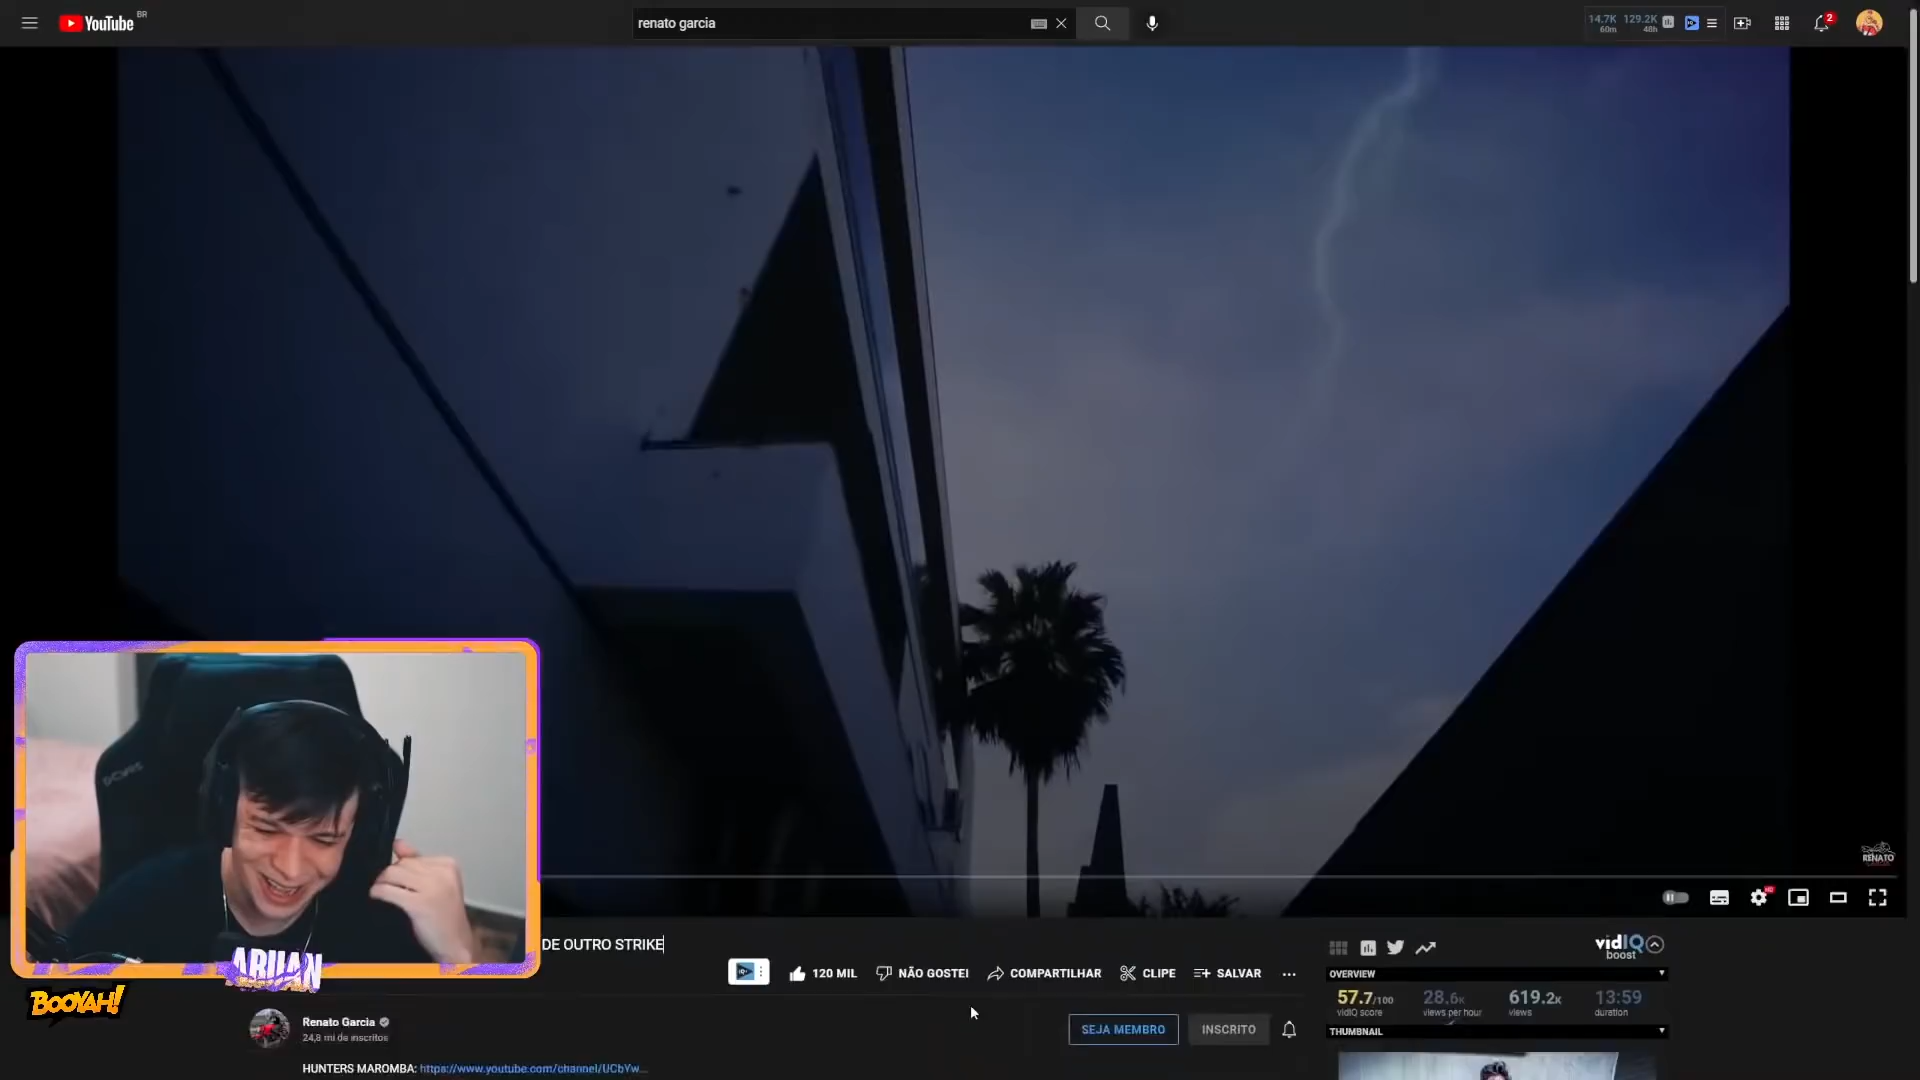 YouTube BR
renato garcia
14.7K 129.2K
60m 48h
2
RENATO
DE OUTRO STRIKE
120 MIL NÃO GOSTEI COMPARTILHAR CLIPE SALVAR
vidIQ
boost
OVERVIEW
57.7/100 28.6K 619.2K 13:59
vidIQ score views per hour views duration
THUMBNAIL
ARUAN
BOOYAH!
Renato Garcia
24,8 mi de inscritos
SEJA MEMBRO INSCRITO
HUNTERS MAROMBA: https://www.youtube.com/channel/UCbYw...